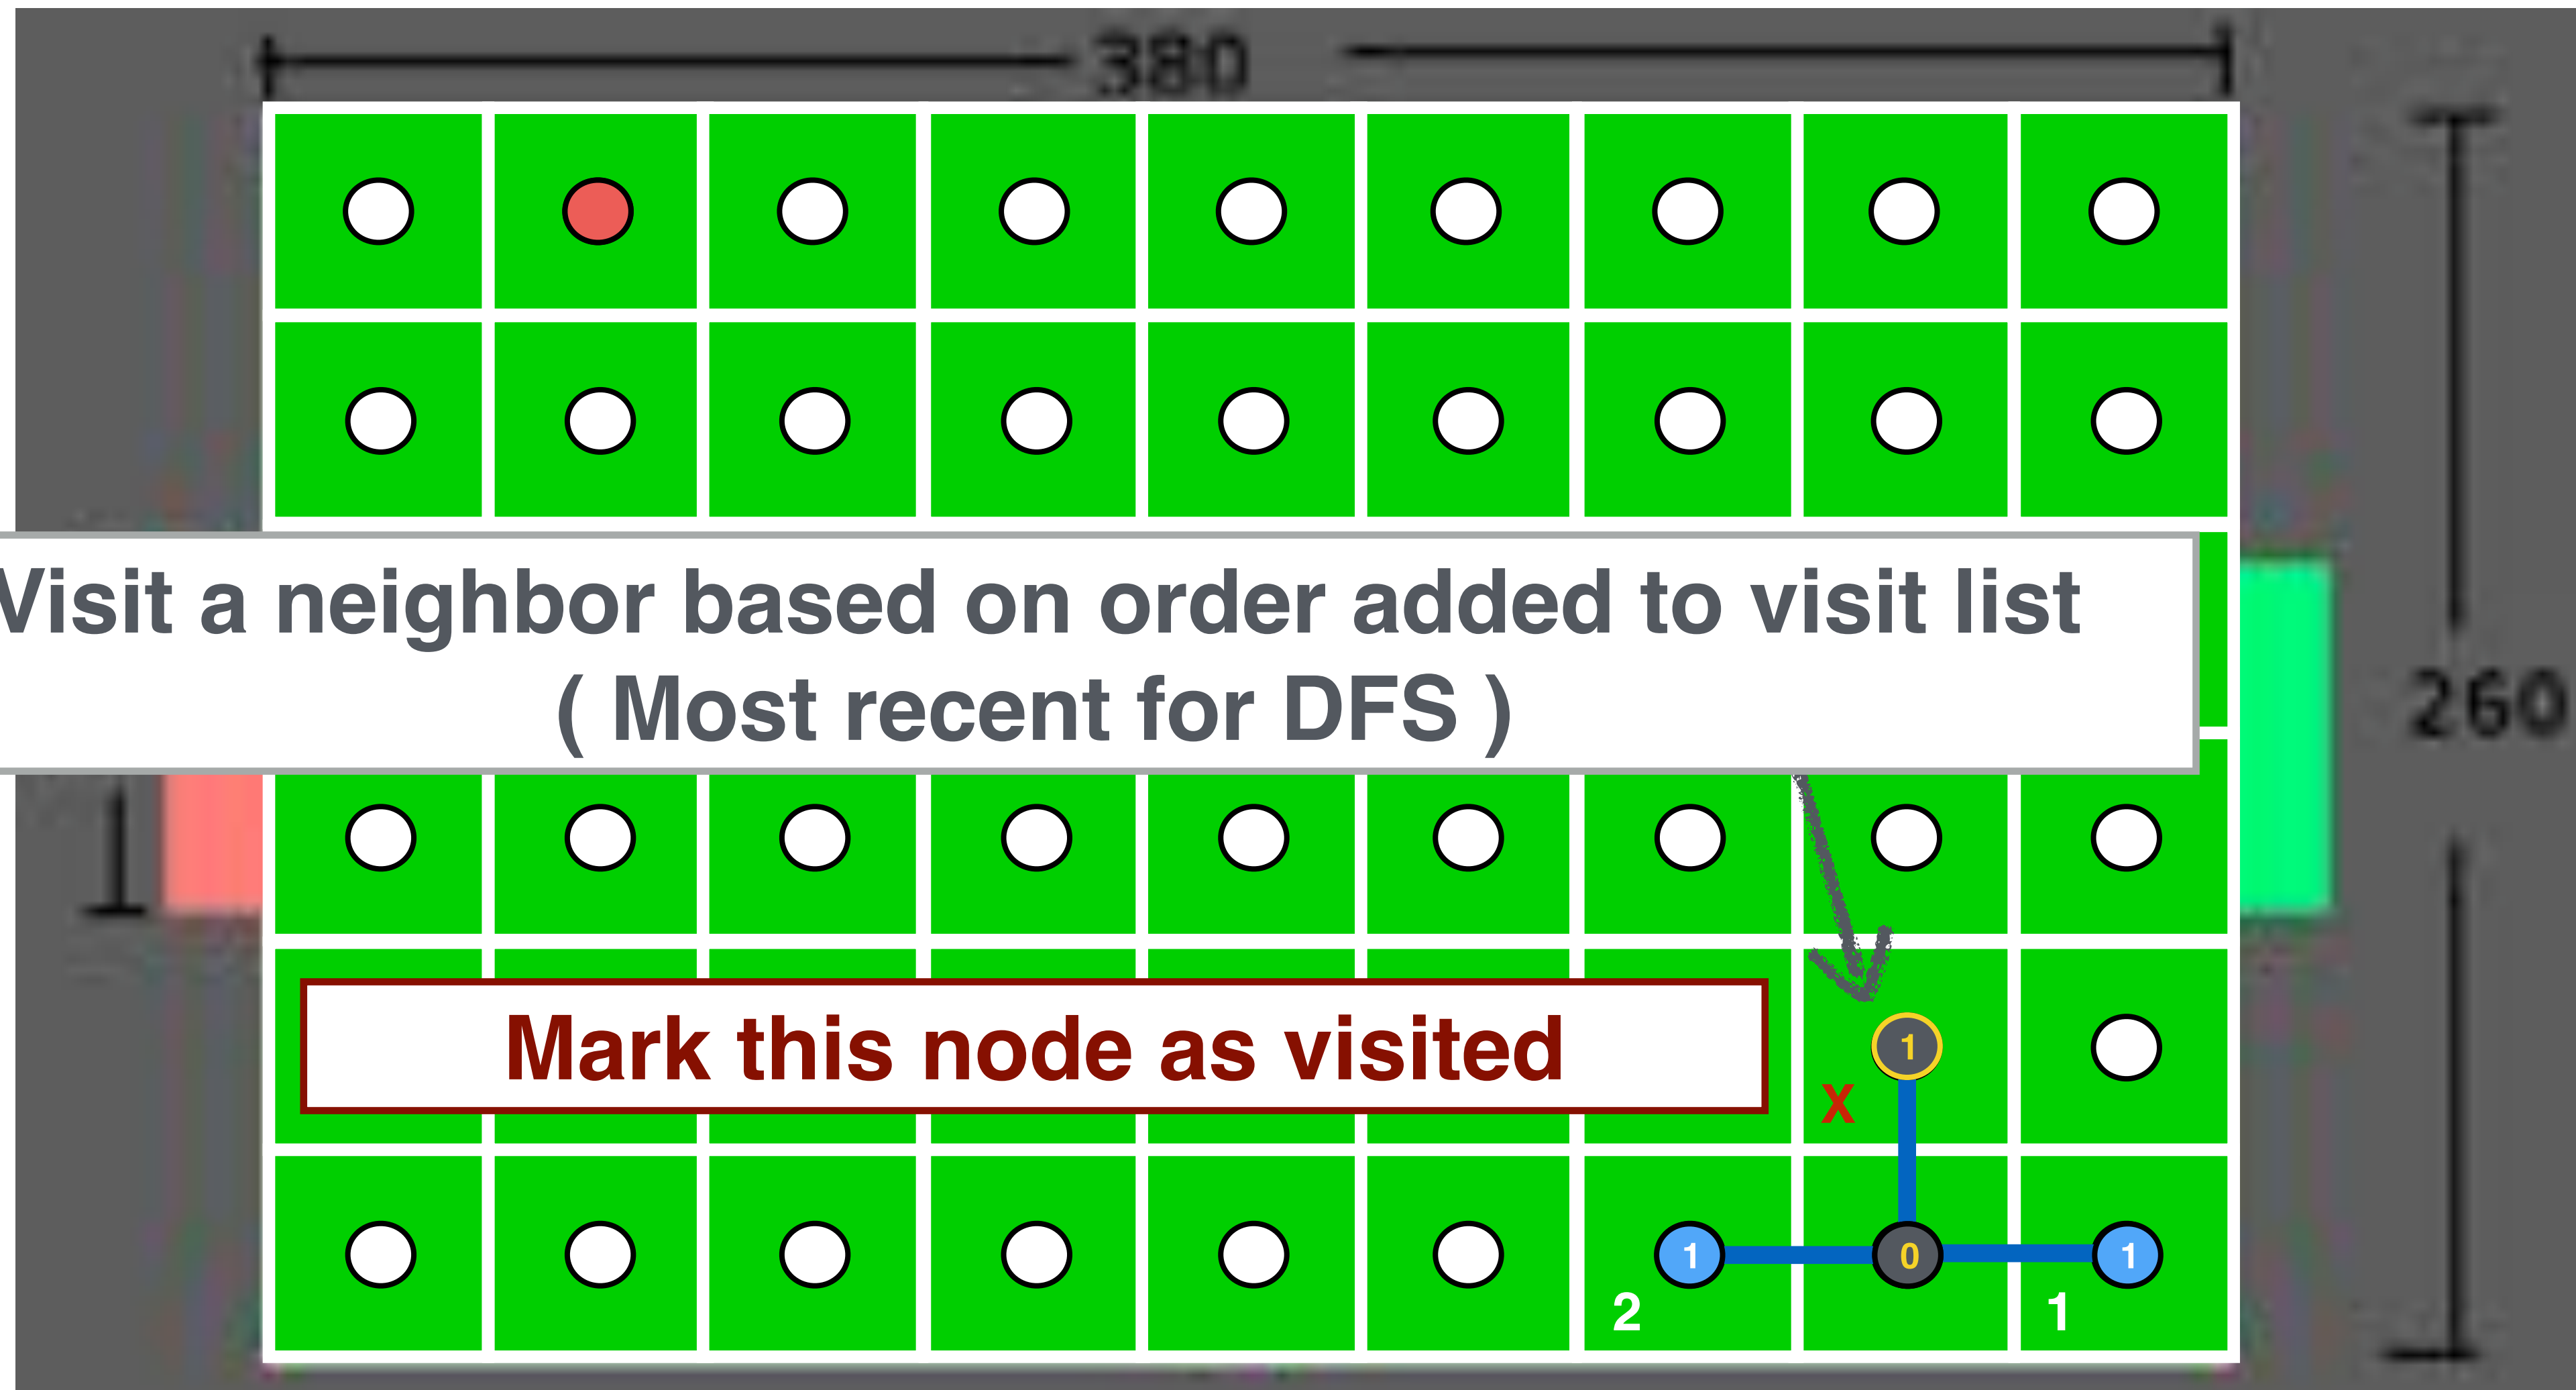 380
Visit a neighbor based on order added to visit list
( Most recent for DFS )
260
Mark this node as visited
1
X
1 0 1
2 1